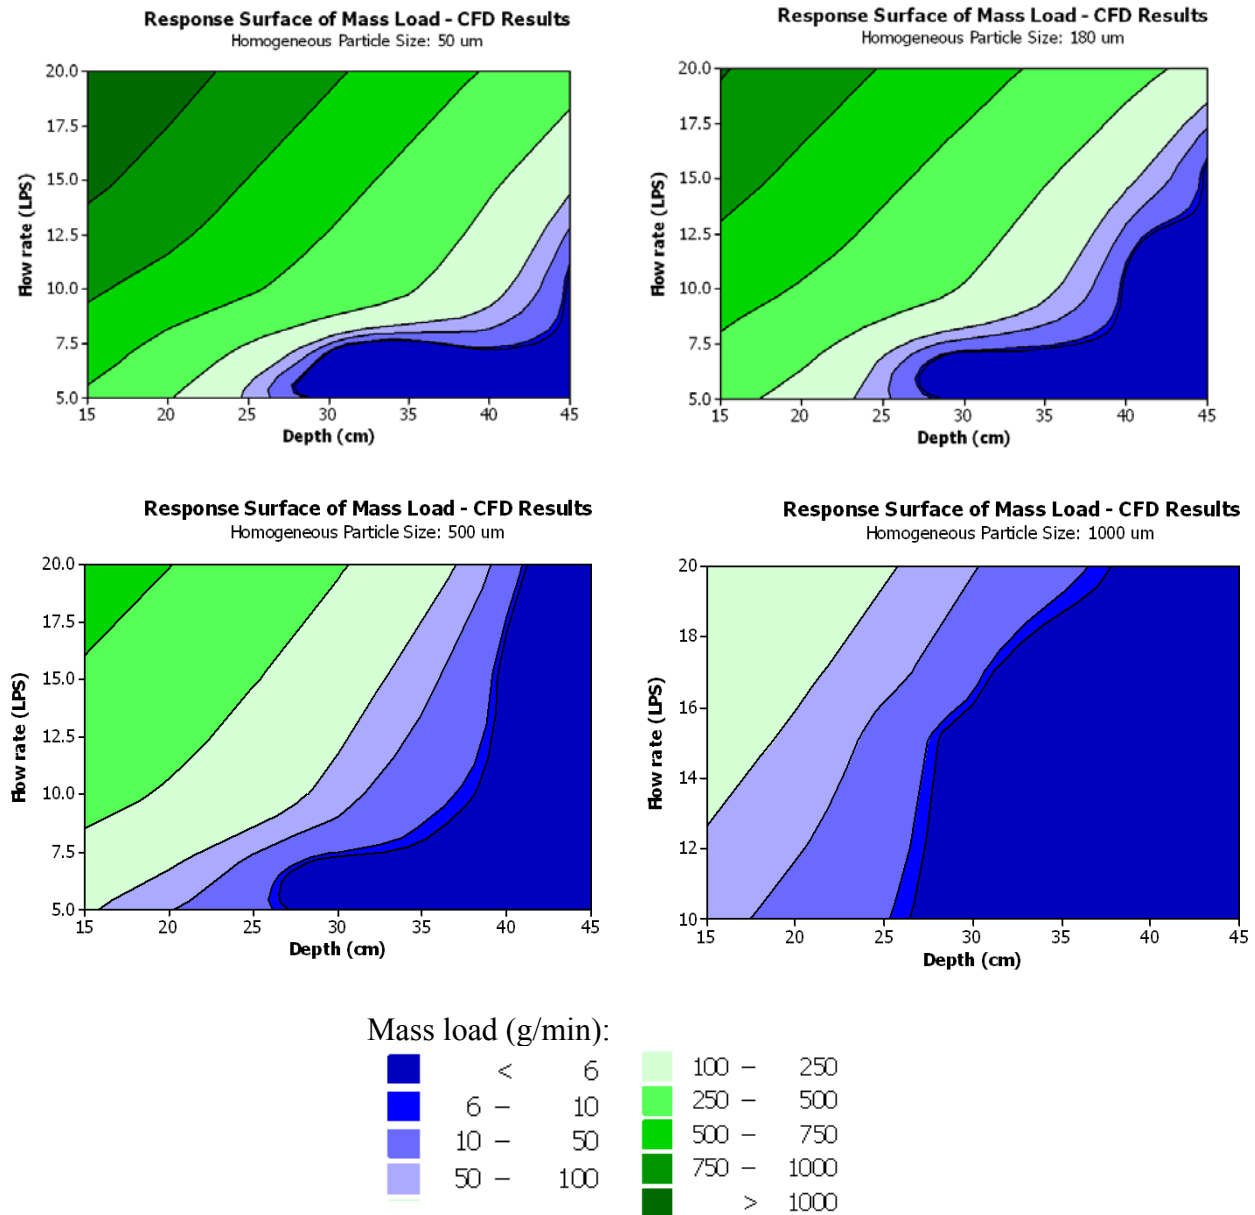 Response Surface of Mass Load - CFD Results
Homogeneous Particle Size: 50 um
20.0
17.5
15.0
12.5
10.0
7.5
5.0
Flow rate (LPS)
15 20 25 30 35 40 45
Depth (cm)
Response Surface of Mass Load - CFD Results
Homogeneous Particle Size: 180 um
20.0
17.5
15.0
12.5
10.0
7.5
5.0
Flow rate (LPS)
15 20 25 30 35 40 45
Depth (cm)
Response Surface of Mass Load - CFD Results
Homogeneous Particle Size: 500 um
20.0
17.5
15.0
12.5
10.0
7.5
5.0
Flow rate (LPS)
15 20 25 30 35 40 45
Depth (cm)
Response Surface of Mass Load - CFD Results
Homogeneous Particle Size: 1000 um
20
18
16
14
12
10
Flow rate (LPS)
15 20 25 30 35 40 45
Depth (cm)
Mass load (g/min):
< 6
6 – 10
10 – 50
50 – 100
100 – 250
250 – 500
500 – 750
750 – 1000
> 1000